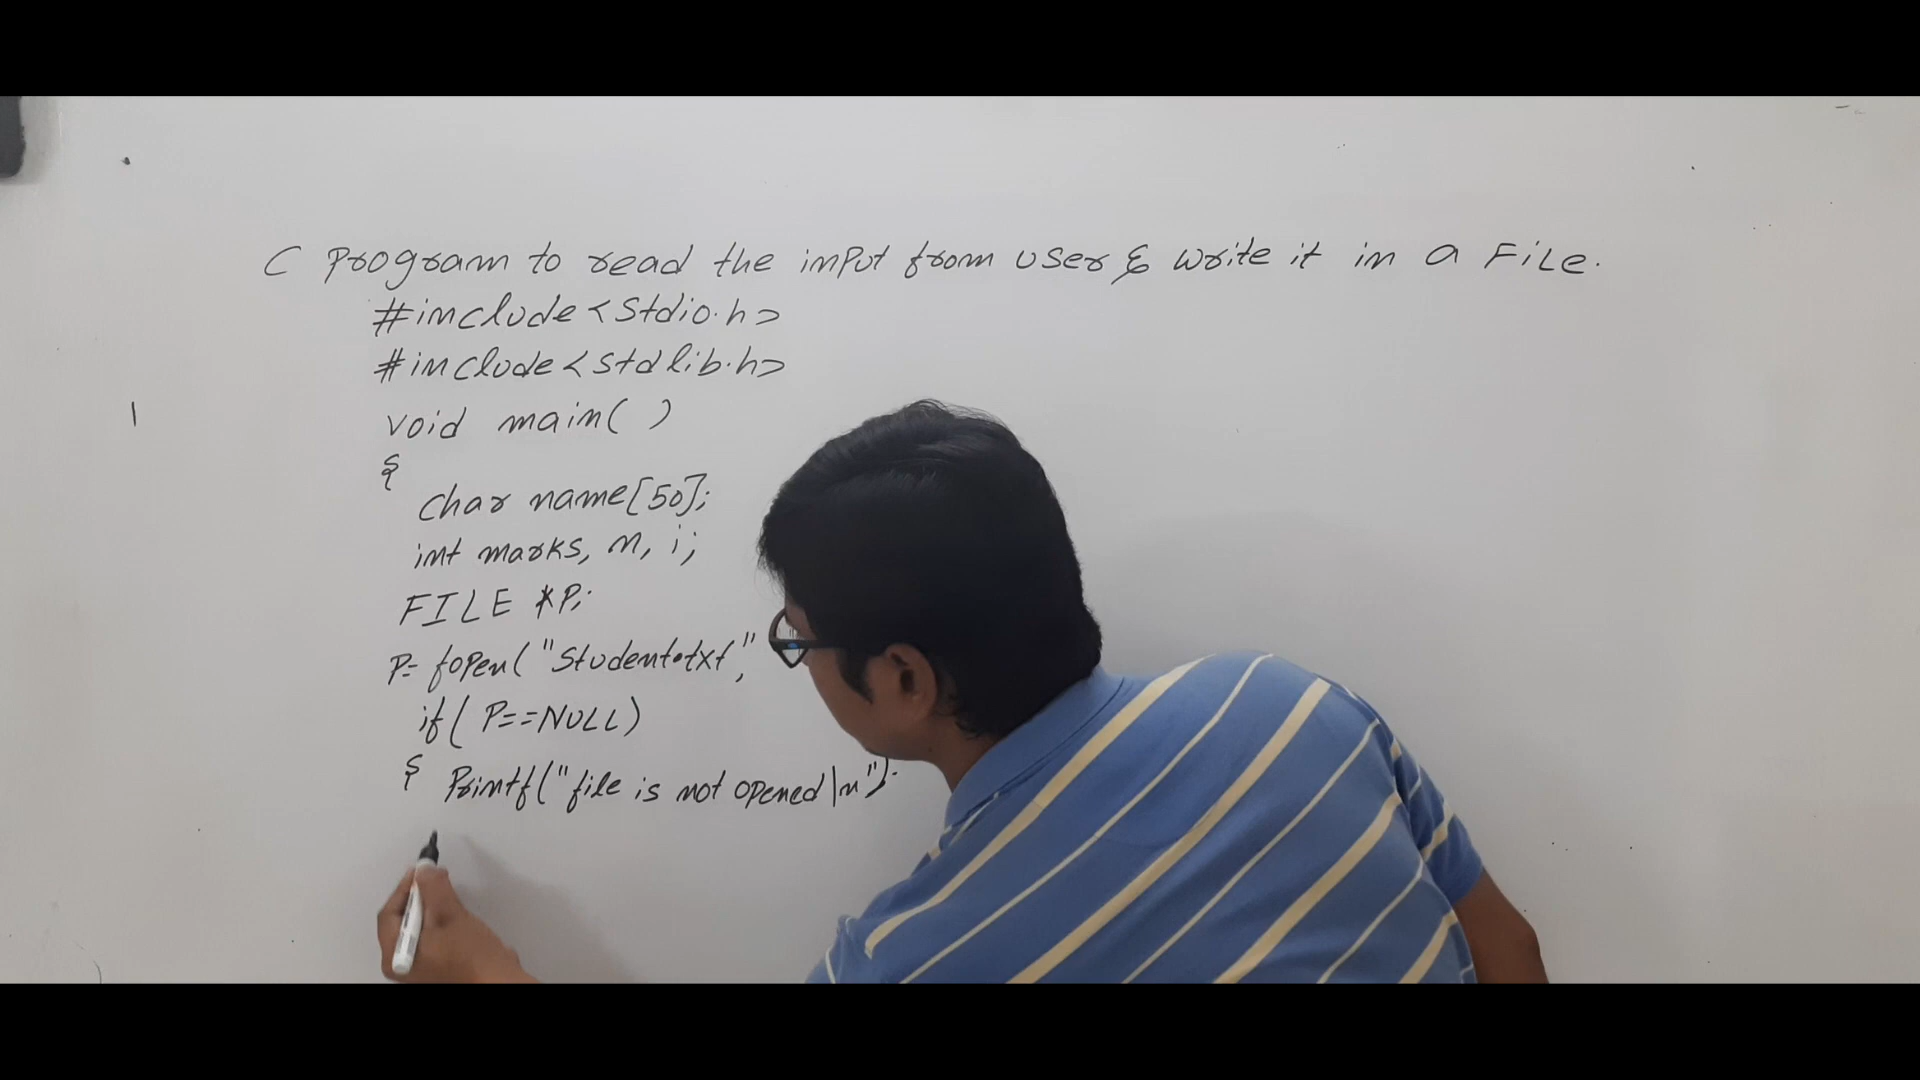 C Program to read the input from user & write it in a File.
#include <Stdio.h>
#include <stdlib.h>
void main( )
{
char name[50];
int marks, n, i;
FILE *P;
P= fopen( "Student.txt,"
if( P==NULL)
{ Printf("file is not opened \n");